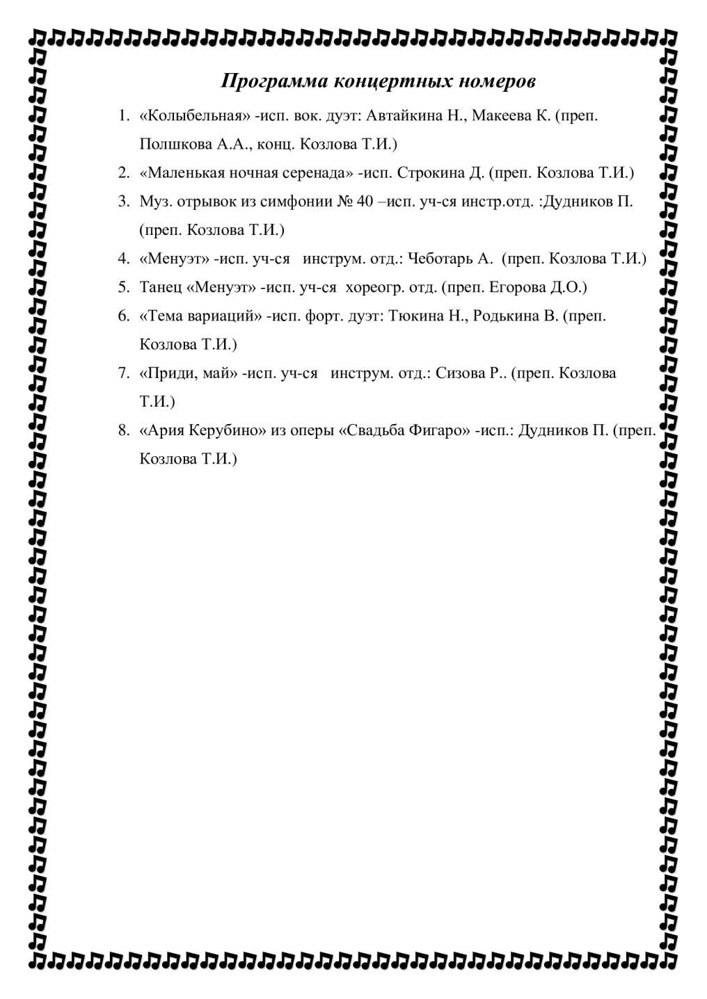 Программа концертных номеров
1. «Колыбельная» -исп. вок. дуэт: Автайкина Н., Макеева К. (преп.
Полшкова А.А., конц. Козлова Т.И.)
2. «Маленькая ночная серенада» -исп. Строкина Д. (преп. Козлова Т.И.)
3. Муз. отрывок из симфонии № 40 –исп. уч-ся инстр.отд. :Дудников П.
(преп. Козлова Т.И.)
4. «Менуэт» -исп. уч-ся   инструм. отд.: Чеботарь А.  (преп. Козлова Т.И.)
5. Танец «Менуэт» -исп. уч-ся  хореогр. отд. (преп. Егорова Д.О.)
6. «Тема вариаций» -исп. форт. дуэт: Тюкина Н., Родькина В. (преп.
Козлова Т.И.)
7. «Приди, май» -исп. уч-ся   инструм. отд.: Сизова Р.. (преп. Козлова
Т.И.)
8. «Ария Керубино» из оперы «Свадьба Фигаро» -исп.: Дудников П. (преп.
Козлова Т.И.)